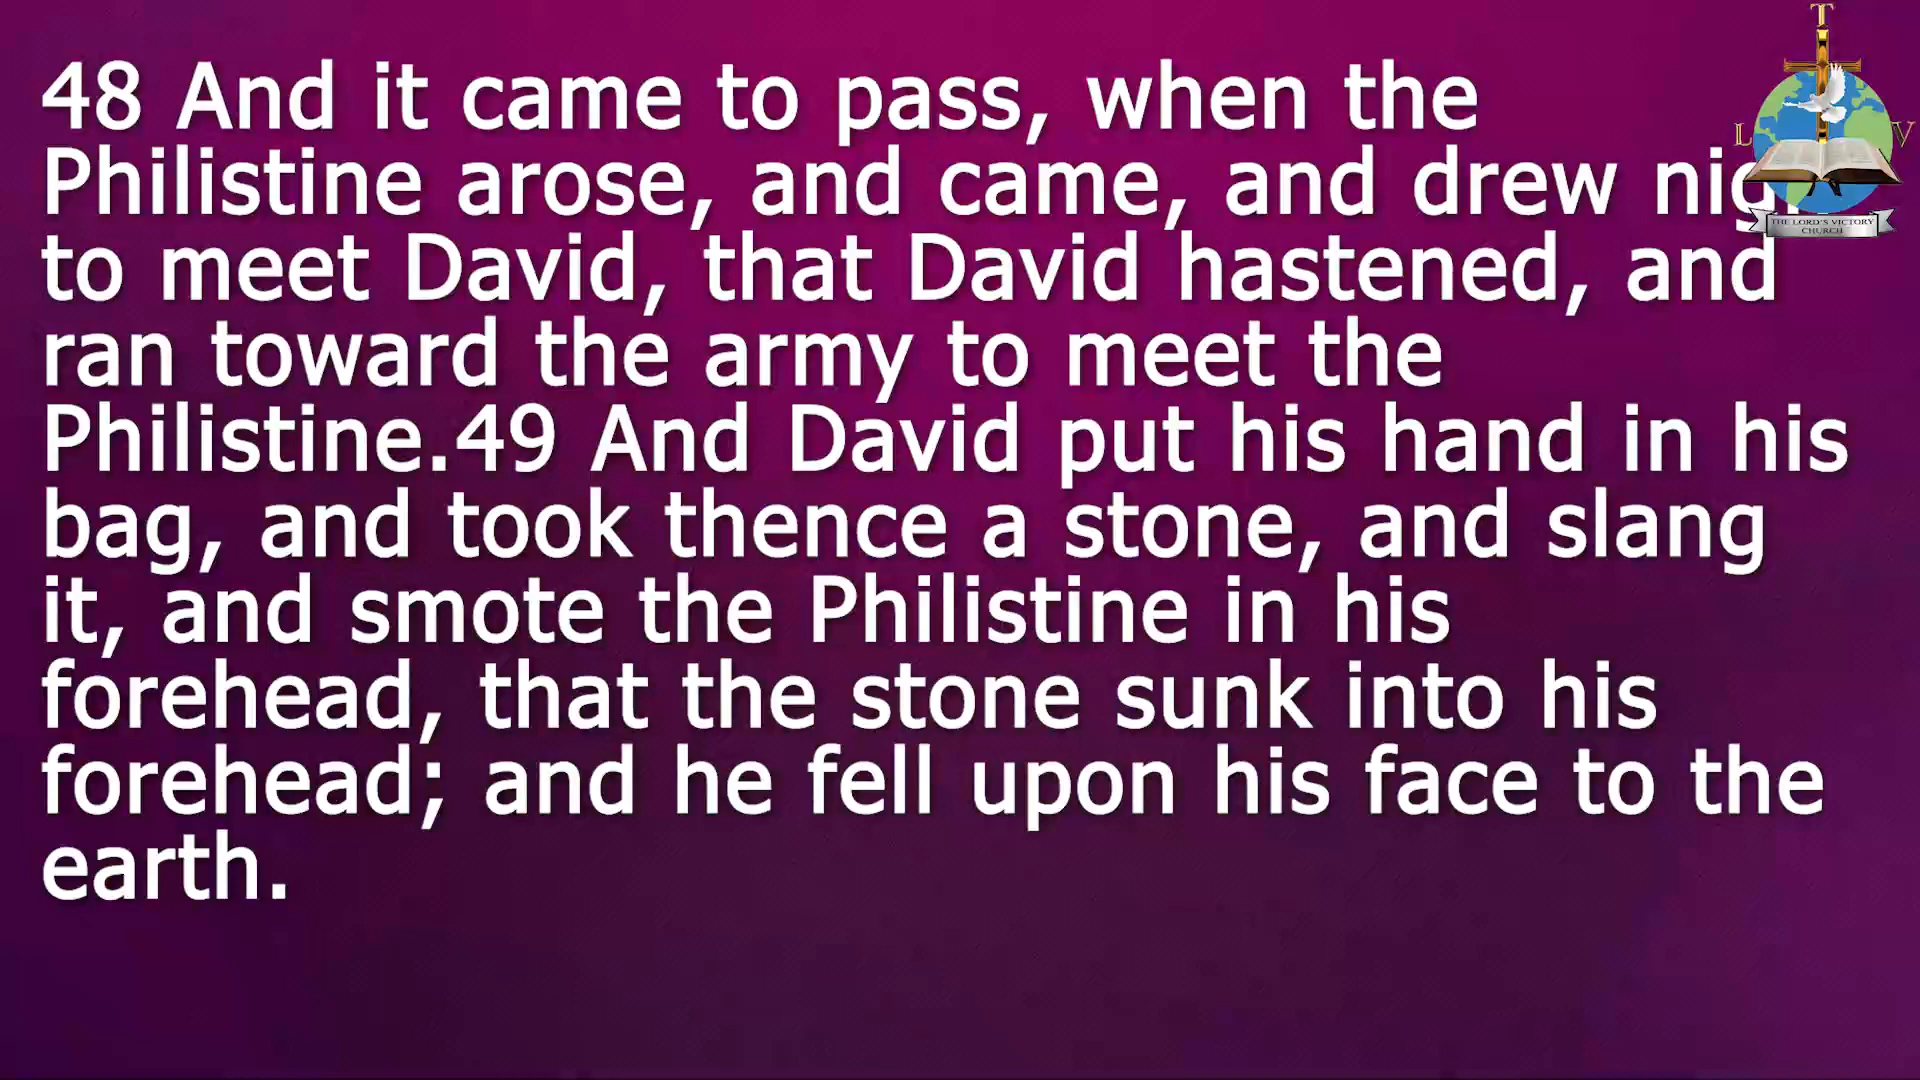 48 And it came to pass, when the
Philistine arose, and came, and drew
to meet David, that David hastened, and
ran toward the army to meet the
Philistine.49 And David put his hand in his
bag, and took thence a stone, and slang
it, and smote the Philistine in his
forehead, that the stone sunk into his
forehead; and he fell upon his face to the
earth.
T
L
V
THE LORD'S VICTORY
CHURCH